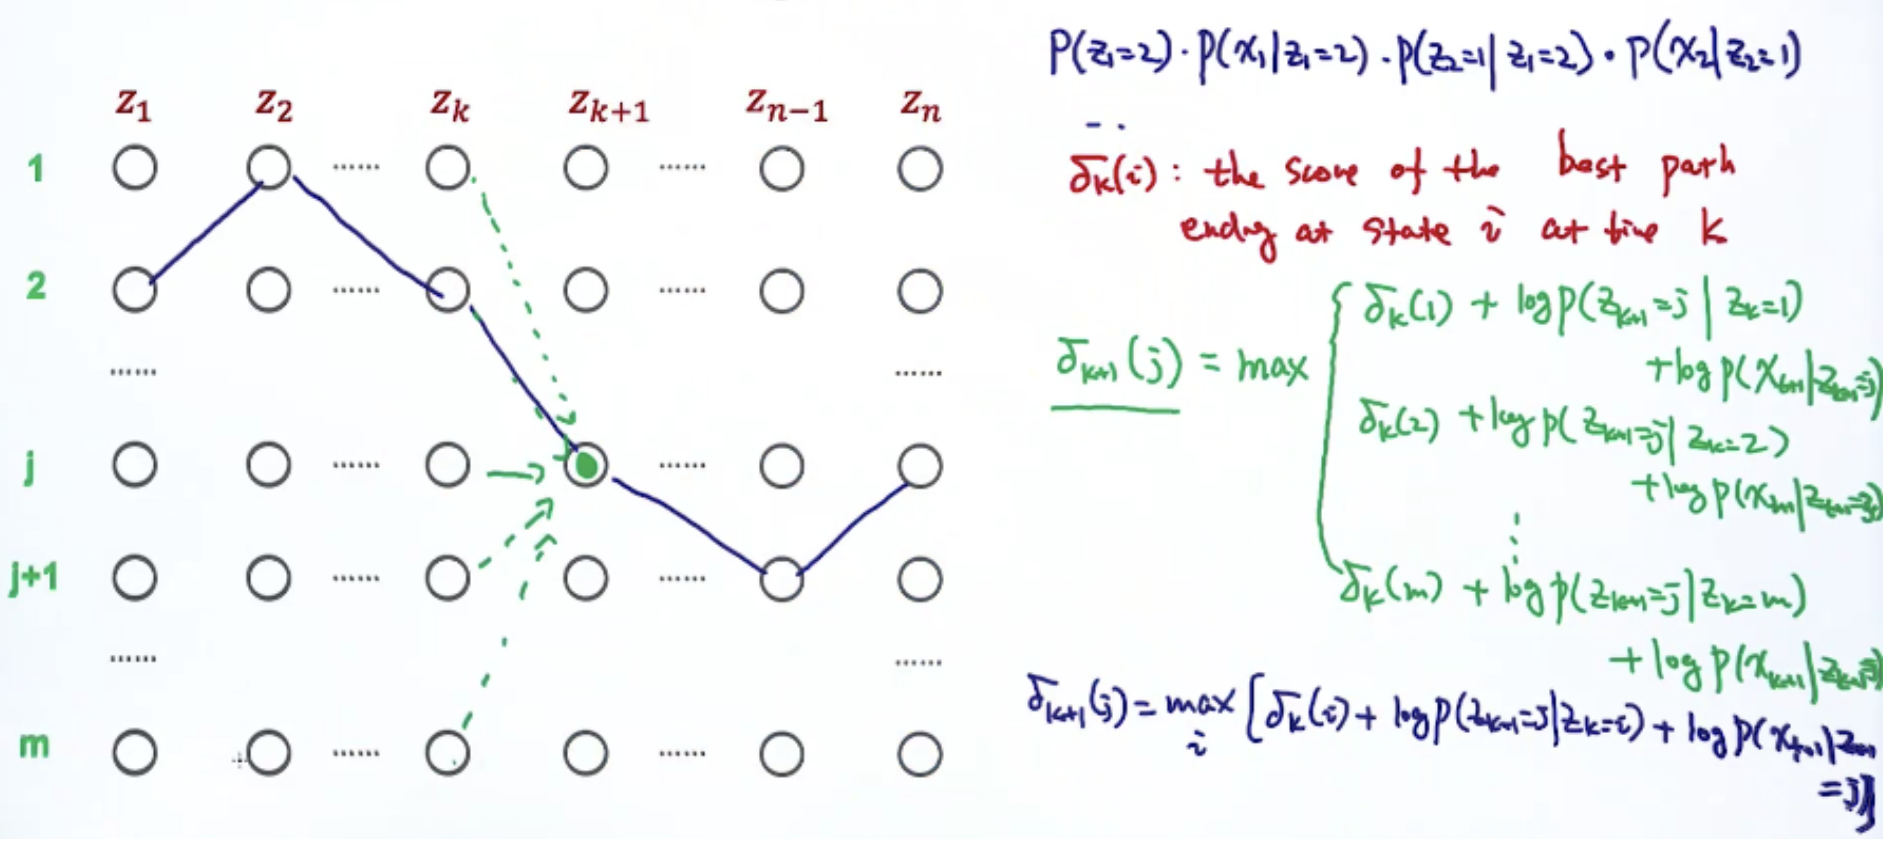 z₁ z₂ zₖ zₖ₊₁ zₙ₋₁ zₙ
1 ...... ......
2 ...... ......
...... ......
j ...... ......
j+1 ...... ......
...... ......
m ...... ......
P(z₁=2)·p(x₁|z₁=2)·p(z₂=1|z₁=2)·p(x₂|z₂=1)
...
δₖ(i): the score of the best path
ending at state i at time k
δₖ₊₁(j) = max
δₖ(1) + log p(zₖ₊₁=j | zₖ=1)
+log p(xₖ₊₁|zₖ₊₁=j)
δₖ(2) + log p(zₖ₊₁=j | zₖ=2)
+log p(xₖ₊₁|zₖ₊₁=j)
⋮
δₖ(m) + log p(zₖ₊₁=j|zₖ=m)
+ log p(xₖ₊₁|zₖ₊₁=j)
δₖ₊₁(j) = max [δₖ(i) + log p(zₖ₊₁=j|zₖ=i) + log p(xₖ₊₁|zₖ₊₁
i
=j)]